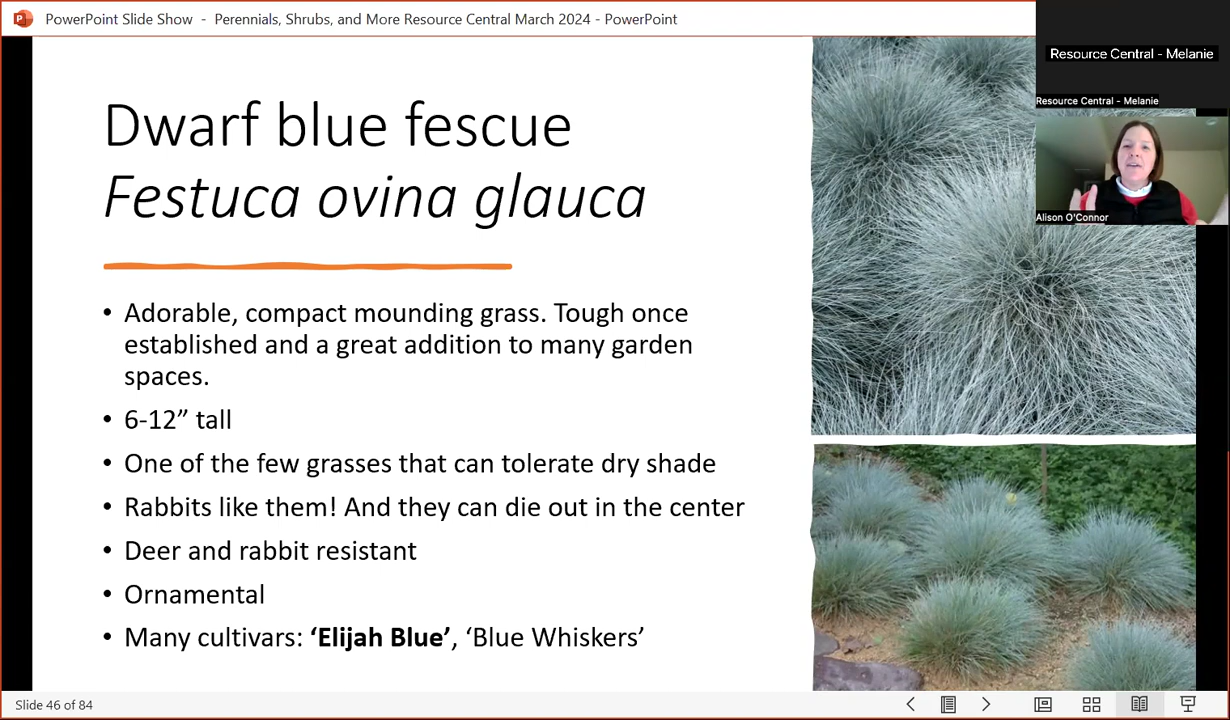 PowerPoint Slide Show - Perennials, Shrubs, and More Resource Central March 2024 - PowerPoint
Resource Central - Melanie
Resource Central - Melanie
Alison O'Connor
Dwarf blue fescue
Festuca ovina glauca
• Adorable, compact mounding grass. Tough once
established and a great addition to many garden
spaces.
• 6-12” tall
• One of the few grasses that can tolerate dry shade
• Rabbits like them! And they can die out in the center
• Deer and rabbit resistant
• Ornamental
• Many cultivars: ‘Elijah Blue’, ‘Blue Whiskers’
Slide 46 of 84